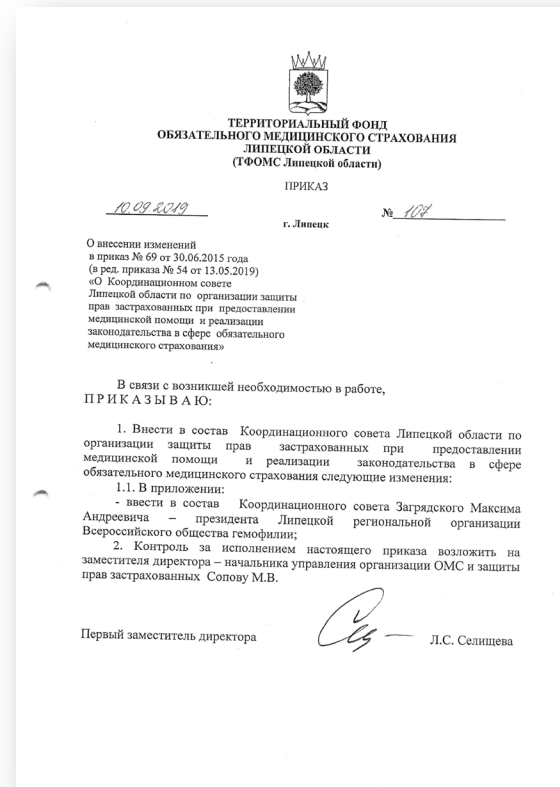 ТЕРРИТОРИАЛЬНЫЙ ФОНД
ОБЯЗАТЕЛЬНОГО МЕДИЦИНСКОГО СТРАХОВАНИЯ
ЛИПЕЦКОЙ ОБЛАСТИ
(ТФОМС Липецкой области)
ПРИКАЗ
10.09.2019 № 107
г. Липецк
О внесении изменений
в приказ № 69 от 30.06.2015 года
(в ред. приказа № 54 от 13.05.2019)
«О Координационном совете
Липецкой области по организации защиты
прав застрахованных при предоставлении
медицинской помощи и реализации
законодательства в сфере обязательного
медицинского страхования»
В связи с возникшей необходимостью в работе,
П Р И К А З Ы В А Ю:
1. Внести в состав Координационного совета Липецкой области по
организации защиты прав застрахованных при предоставлении
медицинской помощи и реализации законодательства в сфере
обязательного медицинского страхования следующие изменения:
1.1. В приложении:
- ввести в состав Координационного совета Загрядского Максима
Андреевича – президента Липецкой региональной организации
Всероссийского общества гемофилии;
2. Контроль за исполнением настоящего приказа возложить на
заместителя директора – начальника управления организации ОМС и защиты
прав застрахованных Сопову М.В.
Первый заместитель директора Л.С. Селищева